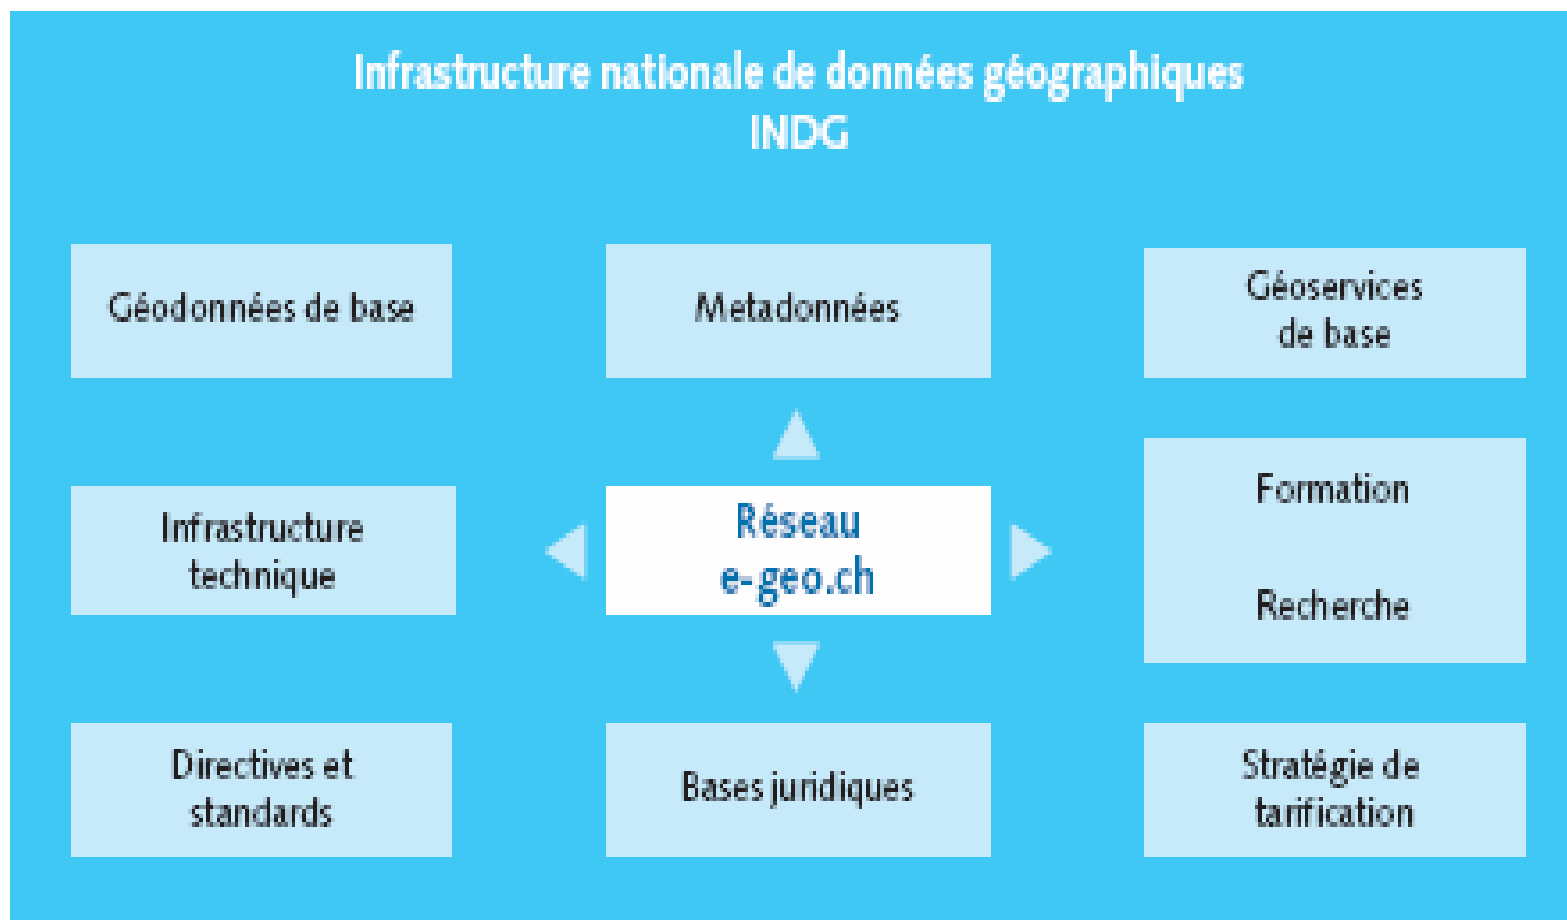 Infrastructure nationale de données géographiques
INDG
Géodonnées de base
Metadonnées
Géoservices
de base
Infrastructure
technique
Réseau
e-geo.ch
Formation
Recherche
Directives et
standards
Bases juridiques
Stratégie de
tarification